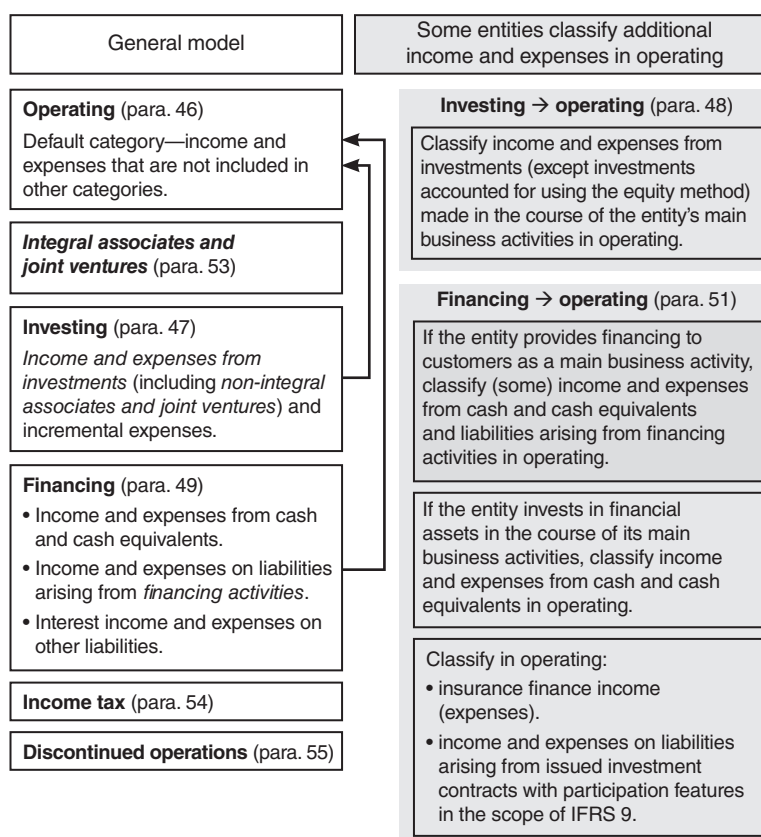 General model
Some entities classify additional
income and expenses in operating
Operating (para. 46)
Default category—income and
expenses that are not included in
other categories.
Integral associates and
joint ventures (para. 53)
Investing (para. 47)
Income and expenses from
investments (including non-integral
associates and joint ventures) and
incremental expenses.
Financing (para. 49)
• Income and expenses from cash
and cash equivalents.
• Income and expenses on liabilities
arising from financing activities.
• Interest income and expenses on
other liabilities.
Income tax (para. 54)
Discontinued operations (para. 55)
Investing → operating (para. 48)
Classify income and expenses from
investments (except investments
accounted for using the equity method)
made in the course of the entity’s main
business activities in operating.
Financing → operating (para. 51)
If the entity provides financing to
customers as a main business activity,
classify (some) income and expenses
from cash and cash equivalents
and liabilities arising from financing
activities in operating.
If the entity invests in financial
assets in the course of its main
business activities, classify income
and expenses from cash and cash
equivalents in operating.
Classify in operating:
• insurance finance income
(expenses).
• income and expenses on liabilities
arising from issued investment
contracts with participation features
in the scope of IFRS 9.